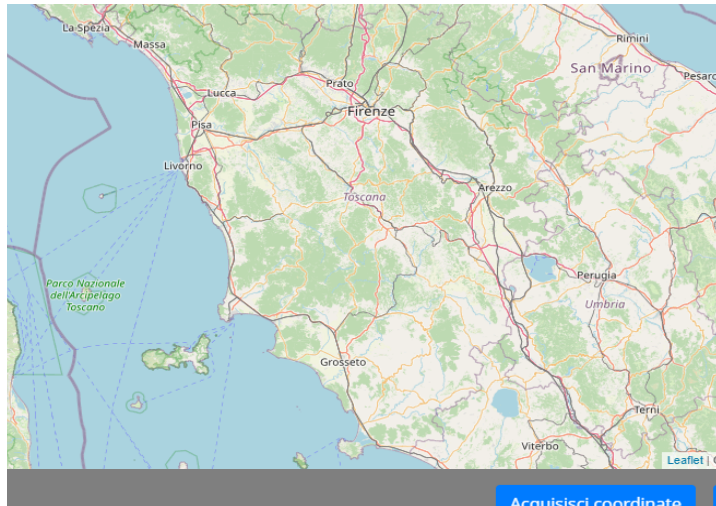 La Spezia
Massa
Rimini
San Marino
Pesaro
Prato
Lucca
Firenze
Pisa
Livorno
Arezzo
Toscana
Perugia
Parco Nazionale
dell'Arcipelago
Toscano
Umbria
Grosseto
Terni
Viterbo
Leaflet |
Acquisisci coordinate